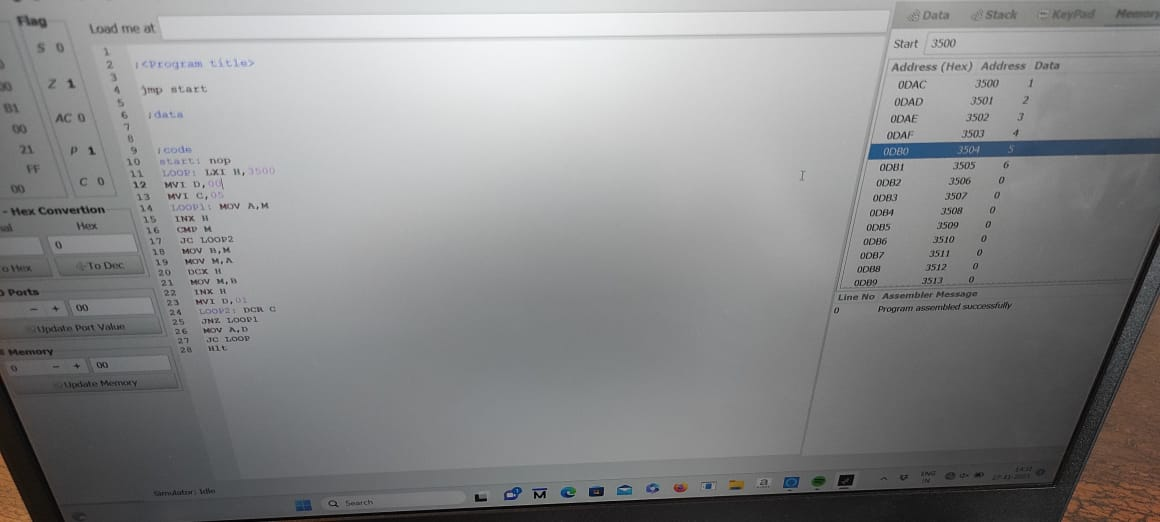 Flag
S 0
Z 1
AC 0
P 1
C 0
B1
00
21
FF
00
- Hex Convertion
Hex
0
To Dec
Ports
- + 00
Update Port Value
Memory
0 - + 00
Update Memory
Load me at
1
2 ;<Program title>
3
4 jmp start
5
6 ;data
7
8
9 ;code
10 start: nop
11 LOOP: LXI H,3500
12 MVI D,00
13 MVI C,05
14 LOOP1: MOV A,M
15 INX H
16 CMP M
17 JC LOOP2
18 MOV B,M
19 MOV M,A
20 DCX H
21 MOV M,B
22 INX H
23 MVI D,01
24 LOOP2: DCR C
25 JNZ LOOP1
26 MOV A,D
27 JC LOOP
28 Hlt
Simulator: Idle
Data Stack KeyPad Memory
Start 3500
Address (Hex) Address Data
0DAC 3500 1
0DAD 3501 2
0DAE 3502 3
0DAF 3503 4
0DB0 3504 5
0DB1 3505 6
0DB2 3506 0
0DB3 3507 0
0DB4 3508 0
0DB5 3509 0
0DB6 3510 0
0DB7 3511 0
0DB8 3512 0
0DB9 3513 0
Line No Assembler Message
0 Program assembled successfully
Search
ENG
IN